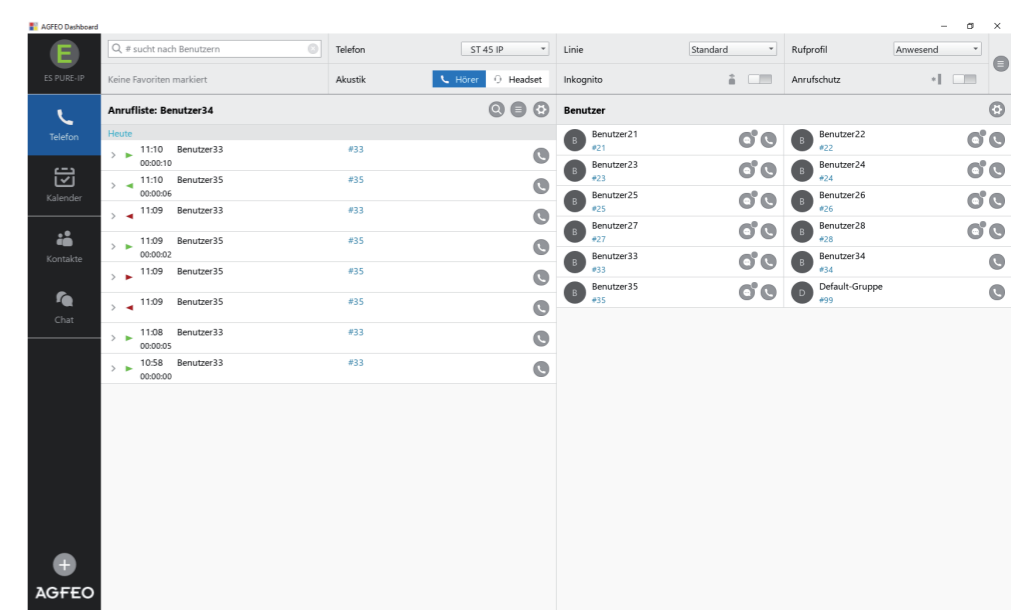 AGFEO Dashboard
E
ES PURE-IP
# sucht nach Benutzern
Telefon
ST 45 IP
Linie
Standard
Rufprofil
Anwesend
Keine Favoriten markiert
Akustik
Hörer
Headset
Inkognito
Anrufschutz
Telefon
Kalender
Kontakte
Chat
AGFEO
Anrufliste: Benutzer34
Heute
11:10 Benutzer33 #33
00:00:10
11:10 Benutzer35 #35
00:00:06
11:09 Benutzer33 #33
11:09 Benutzer35 #35
00:00:02
11:09 Benutzer35 #35
11:09 Benutzer35 #35
11:08 Benutzer33 #33
00:00:05
10:58 Benutzer33 #33
00:00:00
Benutzer
B Benutzer21
#21
B Benutzer22
#22
B Benutzer23
#23
B Benutzer24
#24
B Benutzer25
#25
B Benutzer26
#26
B Benutzer27
#27
B Benutzer28
#28
B Benutzer33
#33
B Benutzer34
#34
B Benutzer35
#35
D Default-Gruppe
#99